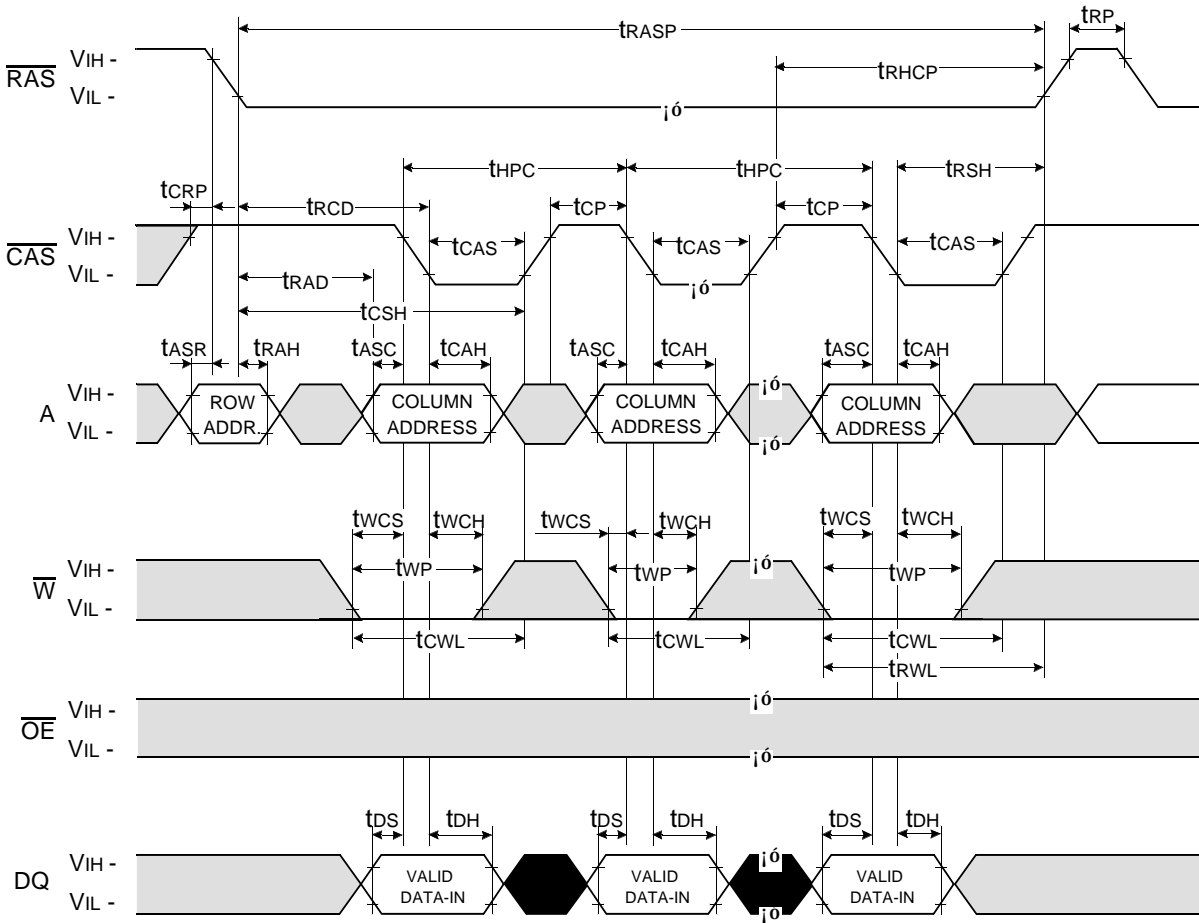 tRP
tRASP
VIH -
RAS
tRHCP
VIL -
¡ó
tHPC
tHPC
tRSH
tCRP
tRCD
tCP
tCP
VIH -
CAS
tCAS
tCAS
tCAS
VIL -
tRAD
¡ó
tCSH
tASR
tRAH
tASC
tCAH
tASC
tCAH
tASC
tCAH
VIH -
¡ó
A
ROW
ADDR.
COLUMN
ADDRESS
COLUMN
ADDRESS
COLUMN
ADDRESS
VIL -
¡ó
tWCS
tWCH
tWCS
tWCH
tWCS
tWCH
VIH -
¡ó
W
tWP
tWP
tWP
VIL -
tCWL
tCWL
tCWL
tRWL
VIH -
¡ó
OE
VIL -
¡ó
tDS
tDH
tDS
tDH
tDS
tDH
VIH -
¡ó
DQ
VALID
DATA-IN
VALID
DATA-IN
VALID
DATA-IN
VIL -
¡ó